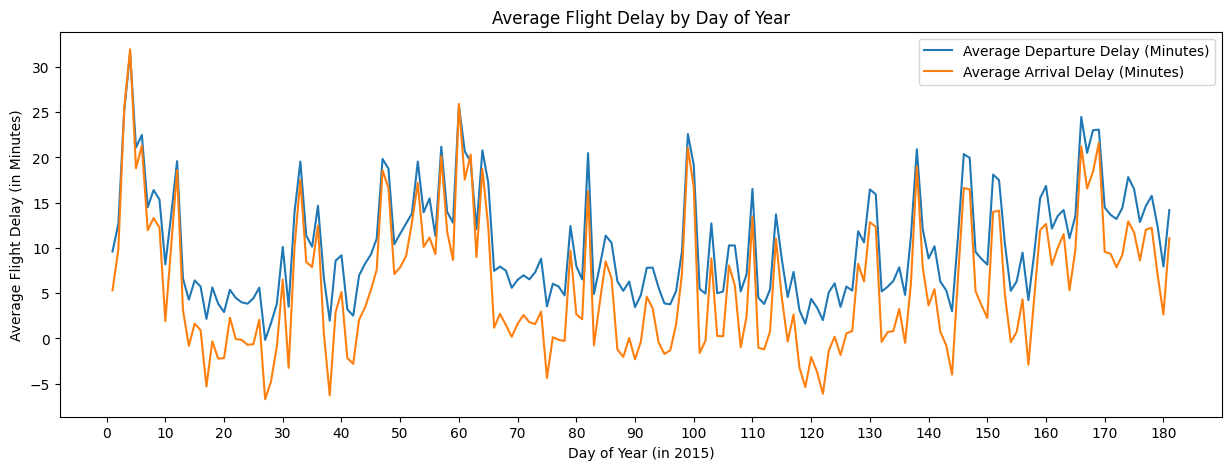 Average Flight Delay by Day of Year
Average Departure Delay (Minutes)
Average Arrival Delay (Minutes)
Average Flight Delay (in Minutes)
30
25
20
15
10
5
0
−5
0 10 20 30 40 50 60 70 80 90 100 110 120 130 140 150 160 170 180
Day of Year (in 2015)